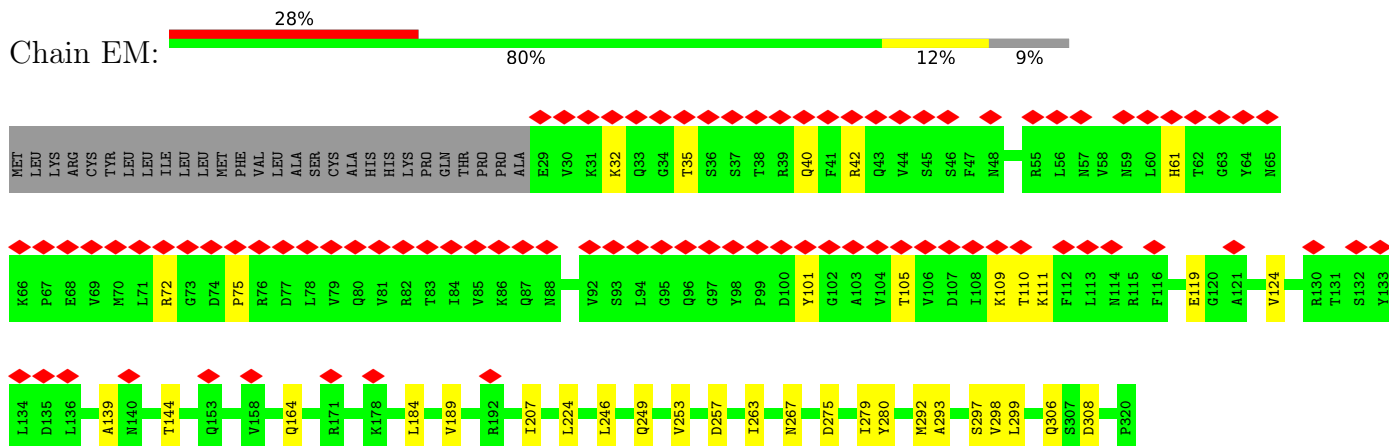 28%
Chain EM:
80% 12% 9%
MET LEU LYS ARG CYS TYR LEU LEU ILE LEU LEU MET PHE VAL LEU ALA SER CYS ALA HIS HIS LYS PRO PRO GLN THR PRO PRO ALA E29 V30 K31 K32 Q33 G34 T35 S36 S37 T38 R39 Q40 F41 R42 Q43 V44 S45 S46 F47 N48 R55 L56 N57 V58 N59 L60 H61 T62 G63 Y64 N65
K66 P67 E68 V69 M70 L71 R72 G73 D74 P75 R76 D77 L78 V79 Q80 V81 R82 T83 I84 V85 K86 Q87 N88 V92 S93 L94 G95 Q96 G97 Y98 P99 D100 Y101 G102 A103 V104 T105 V106 D107 I108 K109 T110 K111 F112 L113 N114 R115 F116 E119 G120 A121 V124 R130 T131 S132 Y133
L134 D135 L136 A139 N140 T144 Q153 V158 Q164 R171 K178 L184 V189 R192 I207 L224 L246 Q249 V253 D257 I263 N267 D275 I279 Y280 M292 A293 S297 V298 L299 Q306 S307 D308 P320